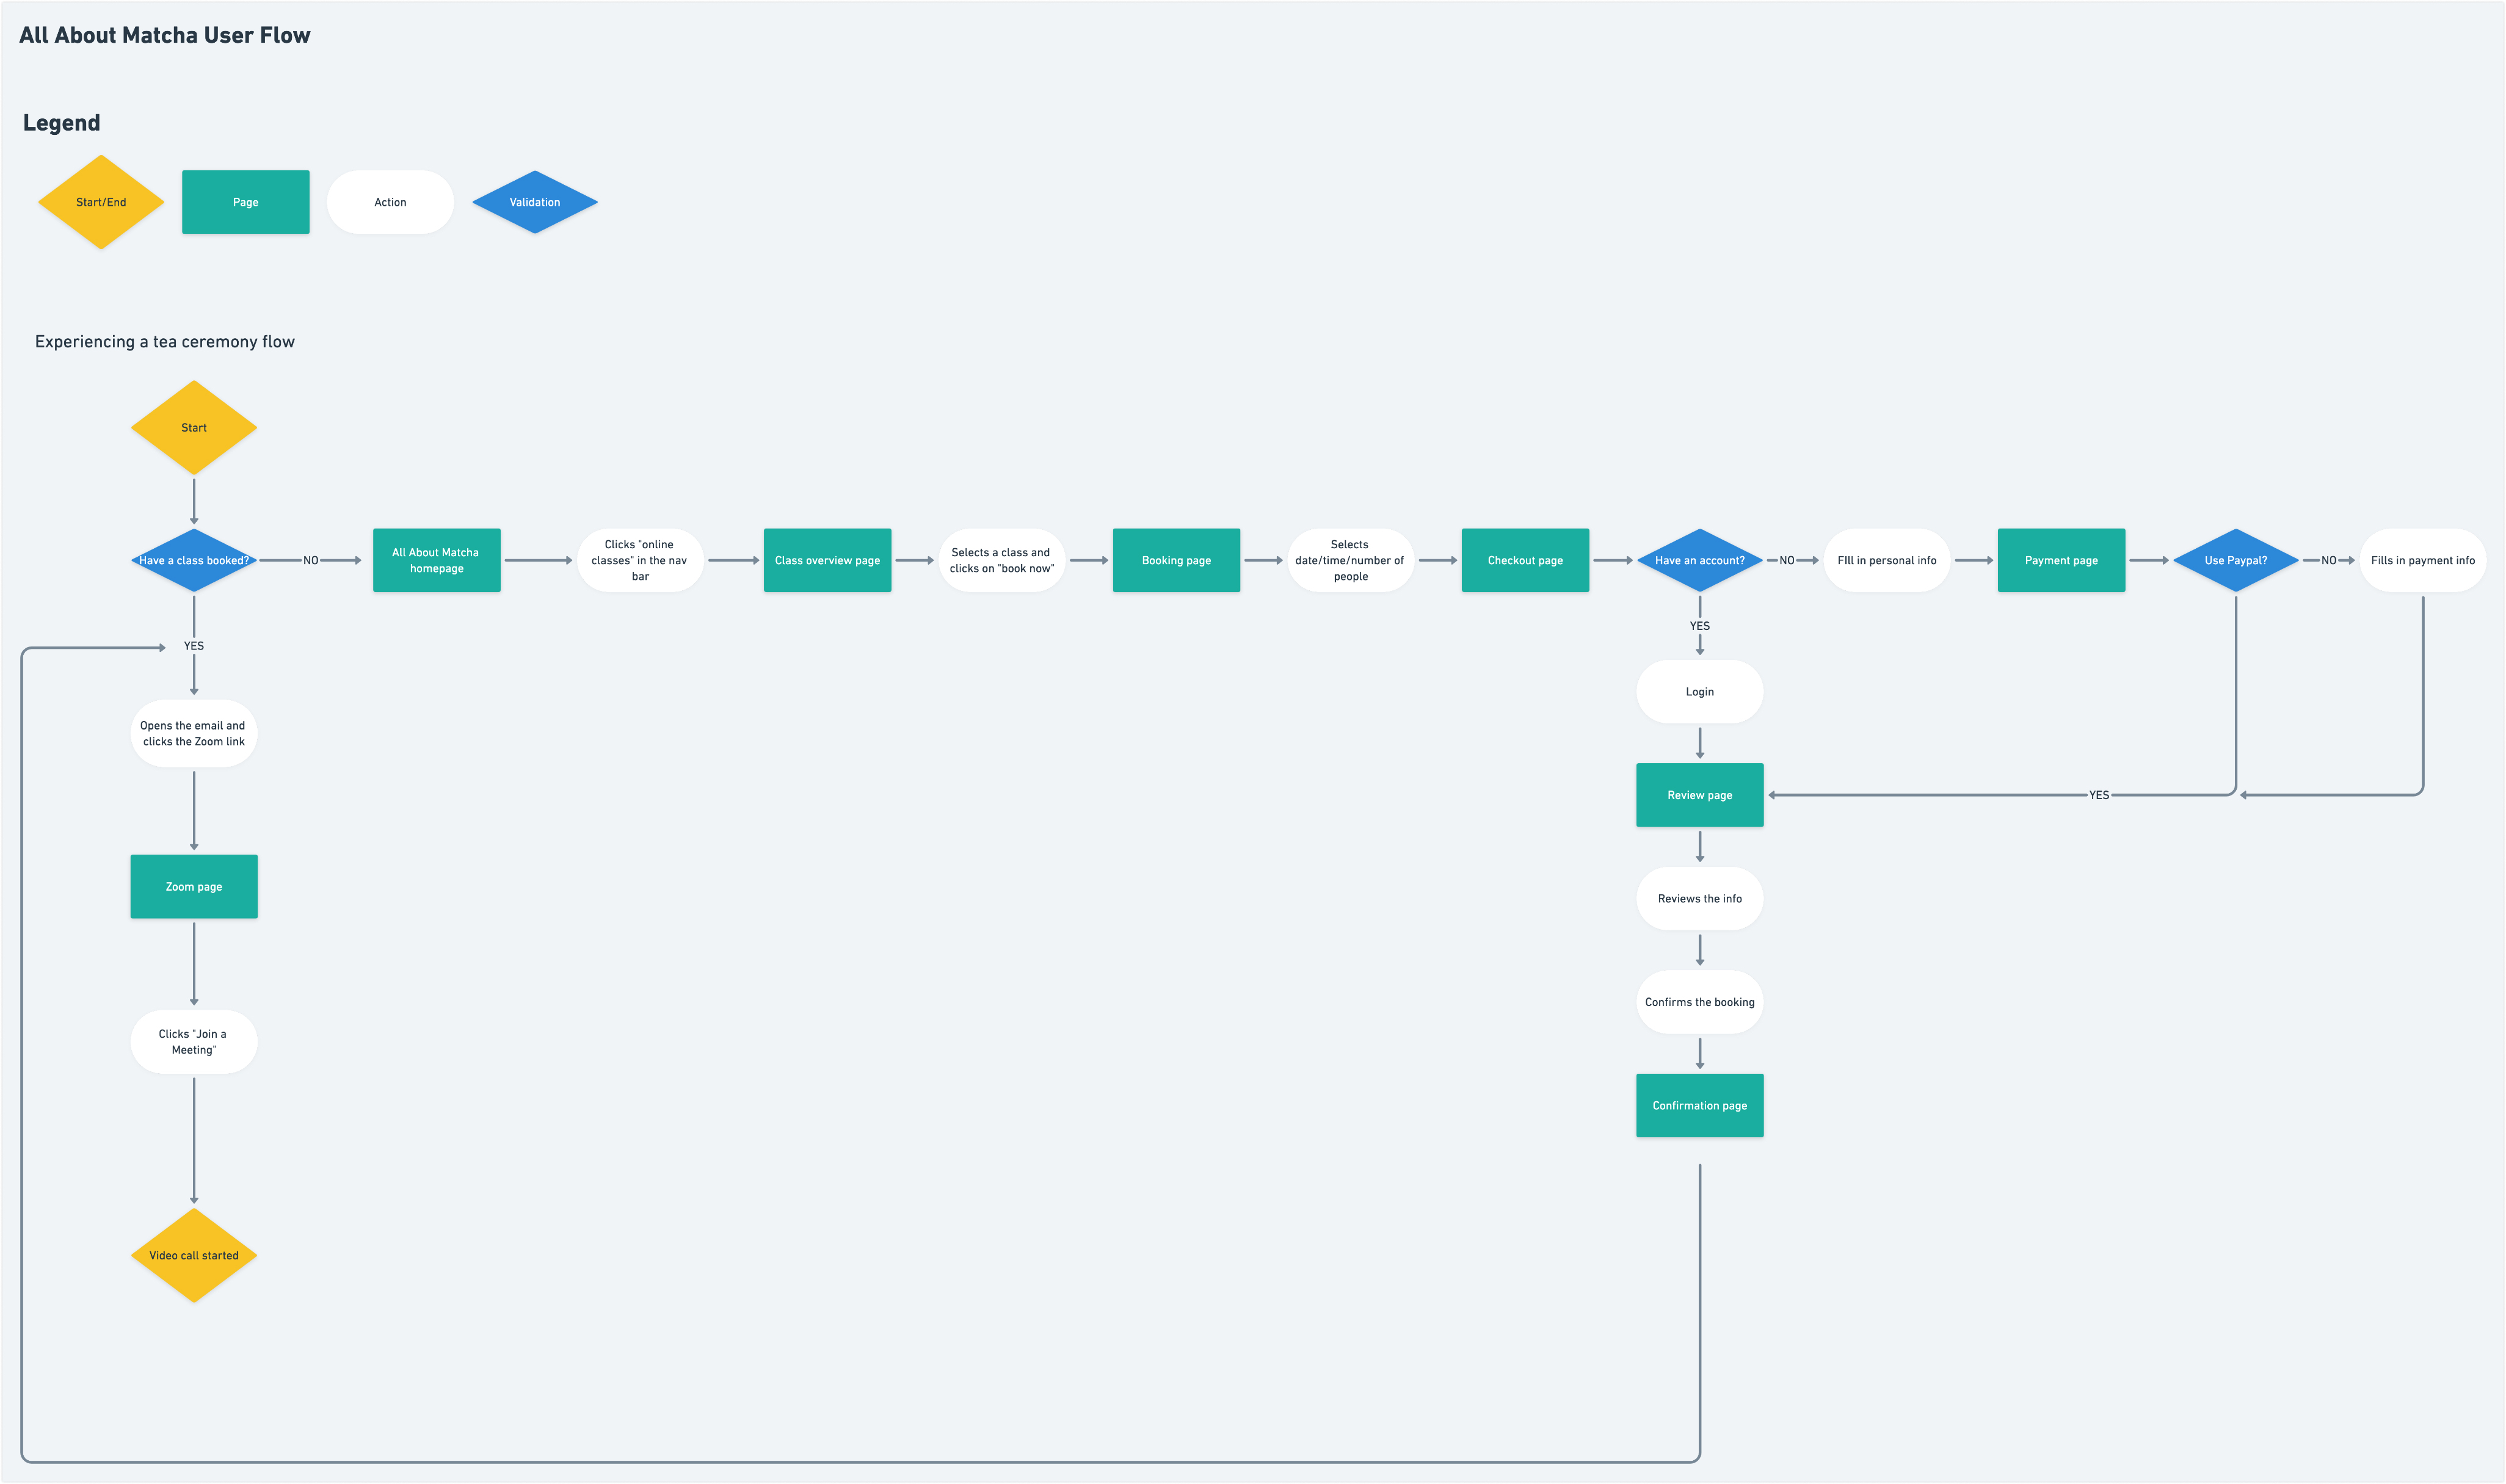 All About Matcha User Flow
Legend
Start/End
Page
Action
Validation
Experiencing a tea ceremony flow
Start
Have a class booked?
NO
All About Matcha
homepage
Clicks "online
classes" in the nav
bar
Class overview page
Selects a class and
clicks on "book now"
Booking page
Selects
date/time/number of
people
Checkout page
Have an account?
NO
FIll in personal info
Payment page
Use Paypal?
NO
Fills in payment info
YES
Login
Review page
YES
Reviews the info
Confirms the booking
Confirmation page
YES
Opens the email and
clicks the Zoom link
Zoom page
Clicks "Join a
Meeting"
Video call started